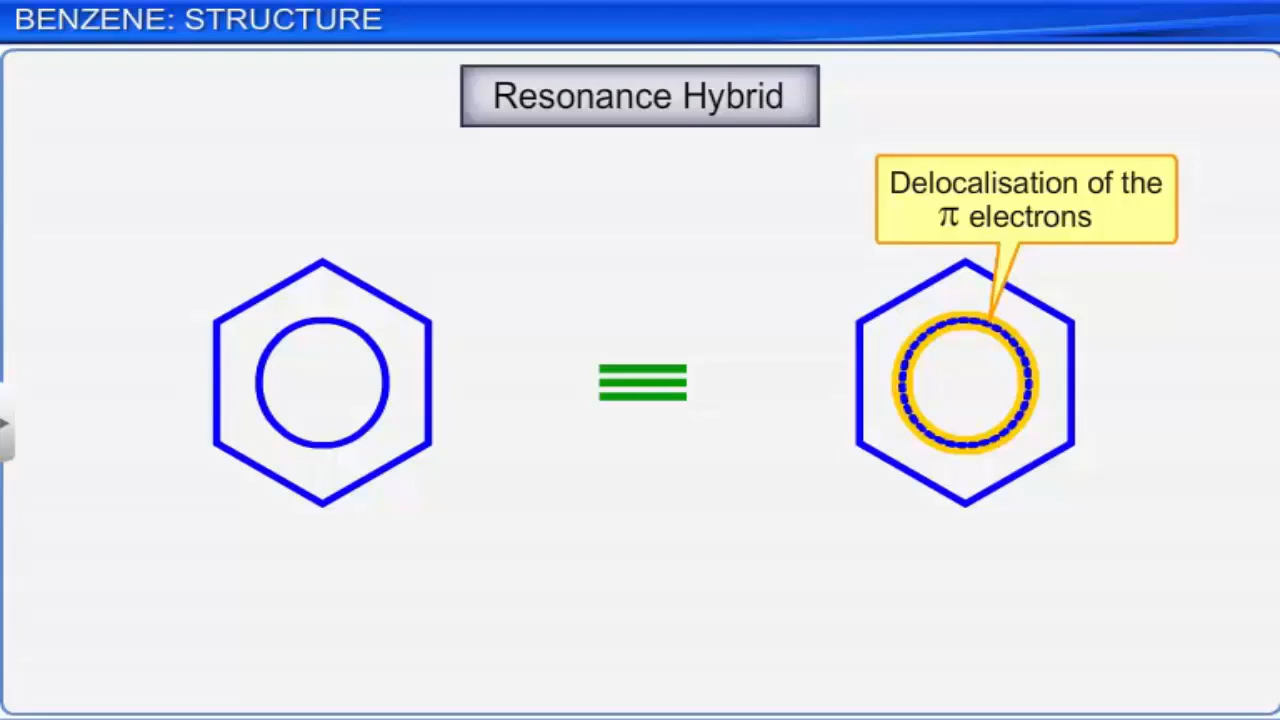 BENZENE: STRUCTURE
Resonance Hybrid
Delocalisation of the
π electrons